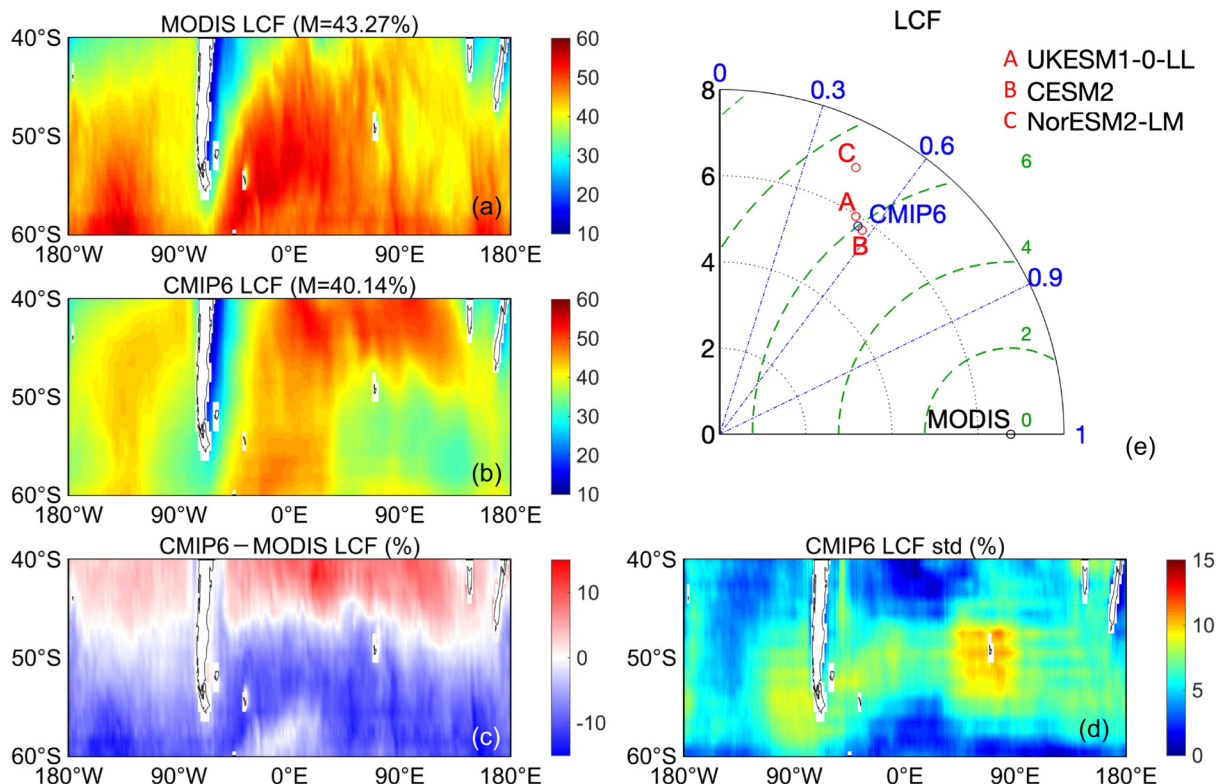 MODIS LCF (M=43.27%)
40°S
50°S
60°S
180°W 90°W 0°E 90°E 180°E
60
50
40
30
20
10
(a)
CMIP6 LCF (M=40.14%)
40°S
50°S
60°S
180°W 90°W 0°E 90°E 180°E
60
50
40
30
20
10
(b)
CMIP6−MODIS LCF (%)
40°S
50°S
60°S
180°W 90°W 0°E 90°E 180°E
10
0
-10
(c)
LCF
A UKESM1-0-LL
B CESM2
C NorESM2-LM
8
6
4
2
0
0
0.3
0.6
0.9
1
6
4
2
0
C
A
CMIP6
B
MODIS
(e)
CMIP6 LCF std (%)
40°S
50°S
60°S
180°W 90°W 0°E 90°E 180°E
15
10
5
0
(d)